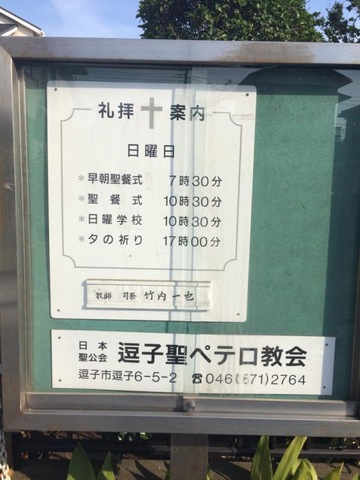 礼拝 案内
日曜日
*早朝聖餐式 7時30分
*聖餐式 10時30分
*日曜学校 10時30分
*夕の祈り 17時00分
牧師 司祭 竹内一也
日本聖公会 逗子聖ペテロ教会
逗子市逗子6-5-2 ☎046(871)2764